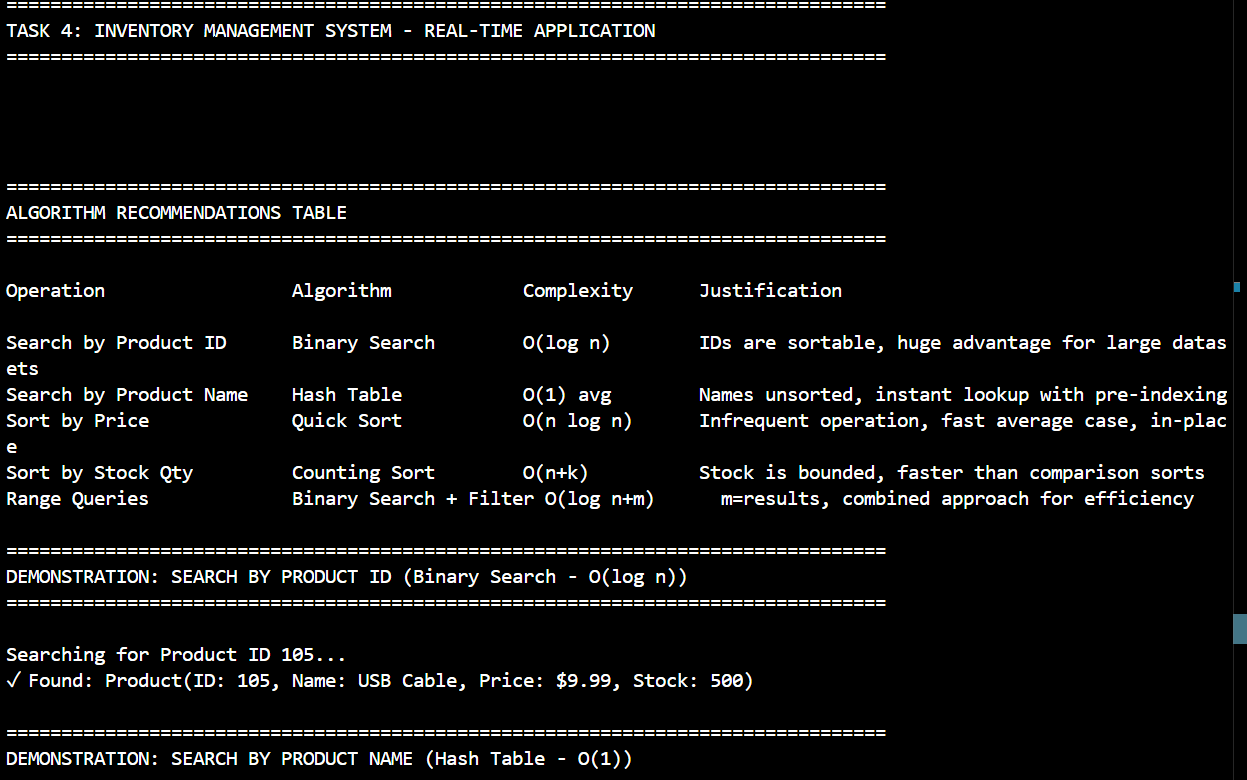 ================================================================================
TASK 4: INVENTORY MANAGEMENT SYSTEM - REAL-TIME APPLICATION
================================================================================
================================================================================
ALGORITHM RECOMMENDATIONS TABLE
================================================================================
Operation                 Algorithm            Complexity      Justification
Search by Product ID      Binary Search        O(log n)        IDs are sortable, huge advantage for large datas
ets
Search by Product Name    Hash Table           O(1) avg        Names unsorted, instant lookup with pre-indexing
Sort by Price             Quick Sort           O(n log n)      Infrequent operation, fast average case, in-plac
e
Sort by Stock Qty         Counting Sort        O(n+k)          Stock is bounded, faster than comparison sorts
Range Queries             Binary Search + Filter O(log n+m)      m=results, combined approach for efficiency
================================================================================
DEMONSTRATION: SEARCH BY PRODUCT ID (Binary Search - O(log n))
================================================================================
Searching for Product ID 105...
✓ Found: Product(ID: 105, Name: USB Cable, Price: $9.99, Stock: 500)
================================================================================
DEMONSTRATION: SEARCH BY PRODUCT NAME (Hash Table - O(1))